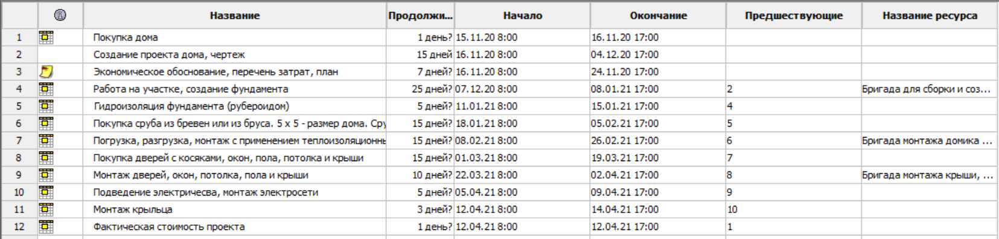 Название Продолжи... Начало Окончание Предшествующие Название ресурса
1 Покупка дома 1 день? 15.11.20 8:00 16.11.20 17:00
2 Создание проекта дома, чертеж 15 дней 16.11.20 8:00 04.12.20 17:00
3 Экономическое обоснование, перечень затрат, план 7 дней? 16.11.20 8:00 24.11.20 17:00
4 Работа на участке, создание фундамента 25 дней? 07.12.20 8:00 08.01.21 17:00 2 Бригада для сборки и соз...
5 Гидроизоляция фундамента (рубероидом) 5 дней? 11.01.21 8:00 15.01.21 17:00 4
6 Покупка сруба из бревен или из бруса. 5 x 5 - размер дома. Сру 15 дней? 18.01.21 8:00 05.02.21 17:00 5
7 Погрузка, разгрузка, монтаж с применением теплоизоляционнь 15 дней? 08.02.21 8:00 26.02.21 17:00 6 Бригада монтажа домика ...
8 Покупка дверей с косяками, окон, пола, потолка и крыши 15 дней? 01.03.21 8:00 19.03.21 17:00 7
9 Монтаж дверей, окон, потолка, пола и крыши 10 дней? 22.03.21 8:00 02.04.21 17:00 8 Бригада монтажа крыши, ...
10 Подведение электричесва, монтаж электросети 5 дней? 05.04.21 8:00 09.04.21 17:00 9
11 Монтаж крыльца 3 дней? 12.04.21 8:00 14.04.21 17:00 10
12 Фактическая стоимость проекта 1 день? 12.04.21 8:00 12.04.21 17:00 1